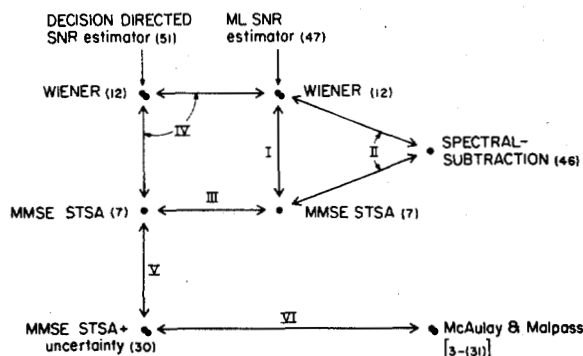 DECISION DIRECTED
SNR estimator (51)
ML SNR
estimator (47)
WIENER (12)
WIENER (12)
IV
I
II
SPECTRAL-
SUBTRACTION (46)
MMSE STSA (7)
III
MMSE STSA (7)
V
MMSE STSA+
uncertainty (30)
VI
McAulay & Malpass
[3-(31)]